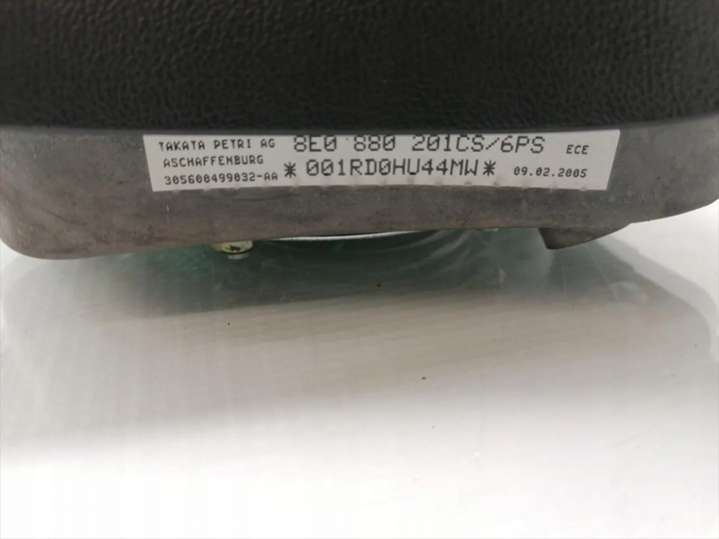 TAKATA PETRI AG 8E0 880 201CS/6PS ECE
ASCHAFFENBURG *001RD0HU44MW*
305600499032-AA 09.02.2005